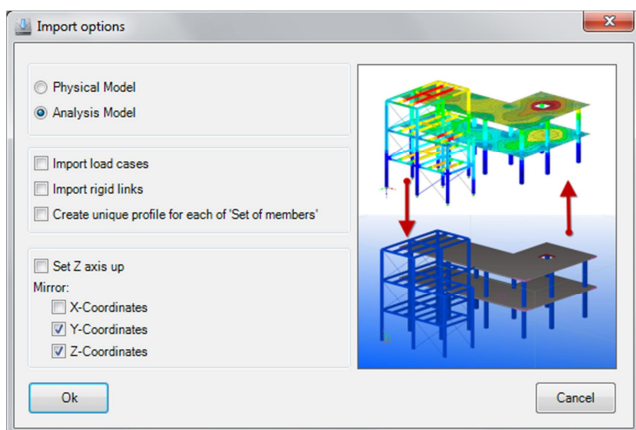 Import options
Physical Model
Analysis Model
Import load cases
Import rigid links
Create unique profile for each of 'Set of members'
Set Z axis up
Mirror:
X-Coordinates
Y-Coordinates
Z-Coordinates
Ok
Cancel